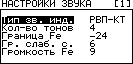 НАСТРОЙКИ ЗВУКА [1]
Тип зв. инд. РВП-КТ
Кол-во тонов 4
Граница Fe -24
Гр. слаб. с. 6
Громкость Fe 9